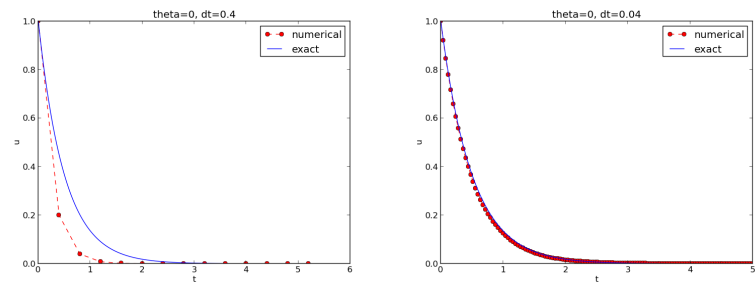 theta=0, dt=0.4
numerical
exact
u
1.0
0.8
0.6
0.4
0.2
0.0
0 1 2 3 4 5 6
t
theta=0, dt=0.04
numerical
exact
u
1.0
0.8
0.6
0.4
0.2
0.0
0 1 2 3 4 5
t